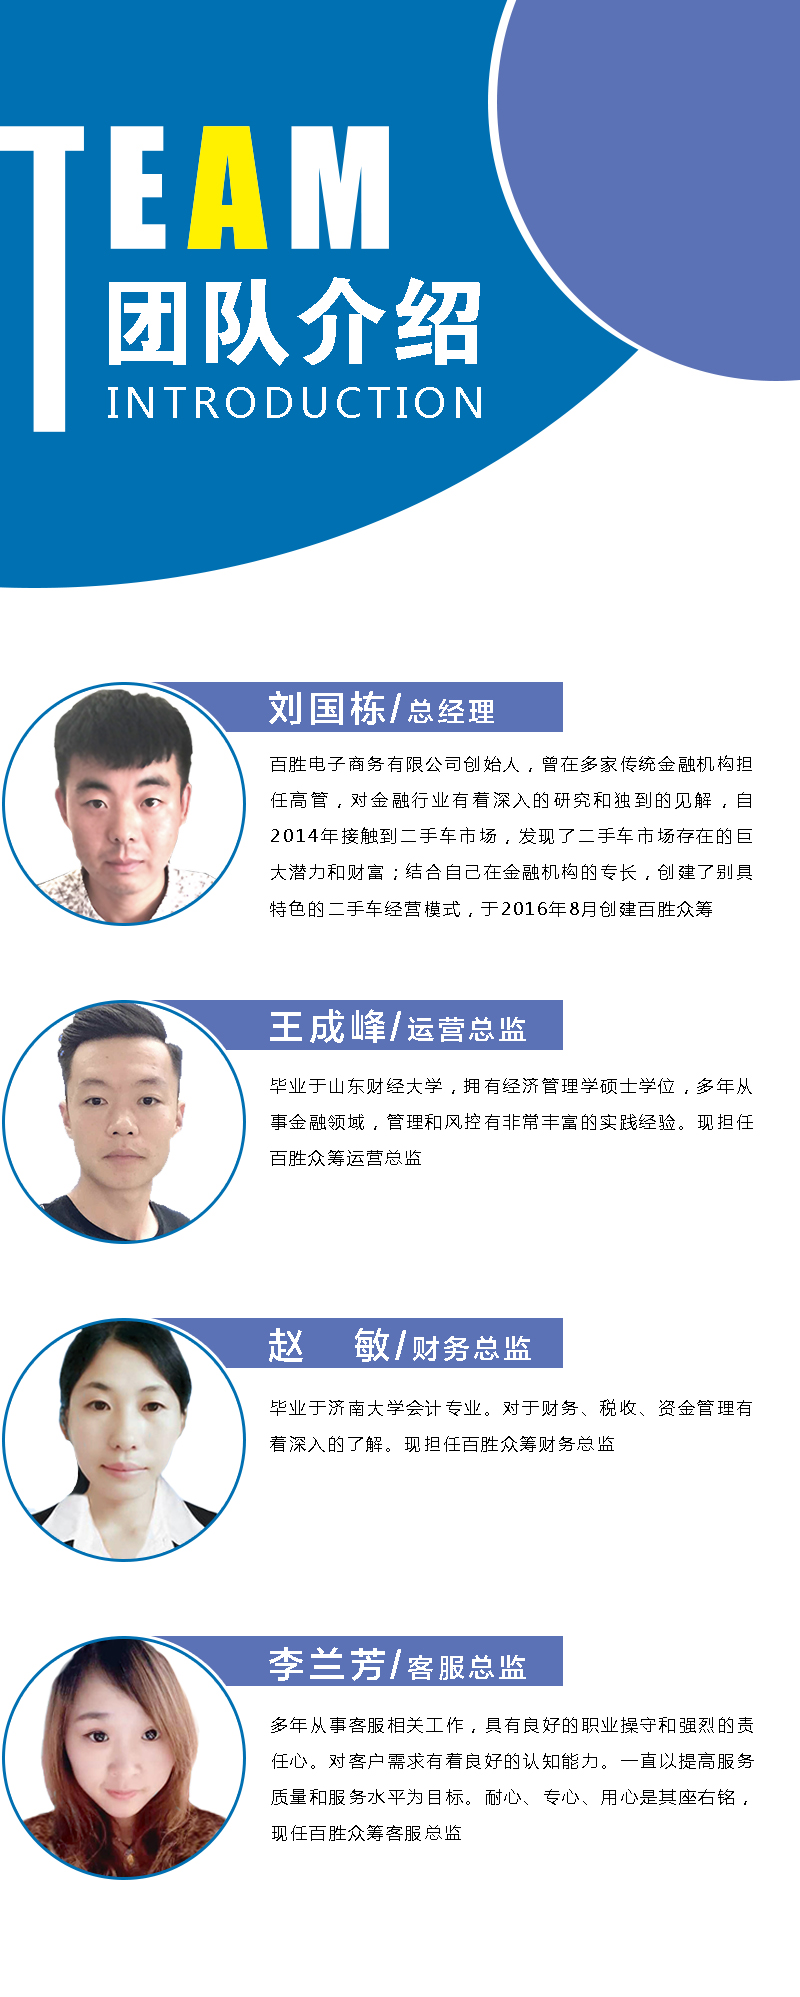 TEAM
团队介绍
INTRODUCTION
刘国栋/总经理
百胜电子商务有限公司创始人，曾在多家传统金融机构担
任高管，对金融行业有着深入的研究和独到的见解，自
2014年接触到二手车市场，发现了二手车市场存在的巨
大潜力和财富；结合自己在金融机构的专长，创建了别具
特色的二手车经营模式，于2016年8月创建百胜众筹
王成峰/运营总监
毕业于山东财经大学，拥有经济管理学硕士学位，多年从
事金融领域，管理和风控有非常丰富的实践经验。现担任
百胜众筹运营总监
赵　敏/财务总监
毕业于济南大学会计专业。对于财务、税收、资金管理有
着深入的了解。现担任百胜众筹财务总监
李兰芳/客服总监
多年从事客服相关工作，具有良好的职业操守和强烈的责
任心。对客户需求有着良好的认知能力。一直以提高服务
质量和服务水平为目标。耐心、专心、用心是其座右铭，
现任百胜众筹客服总监